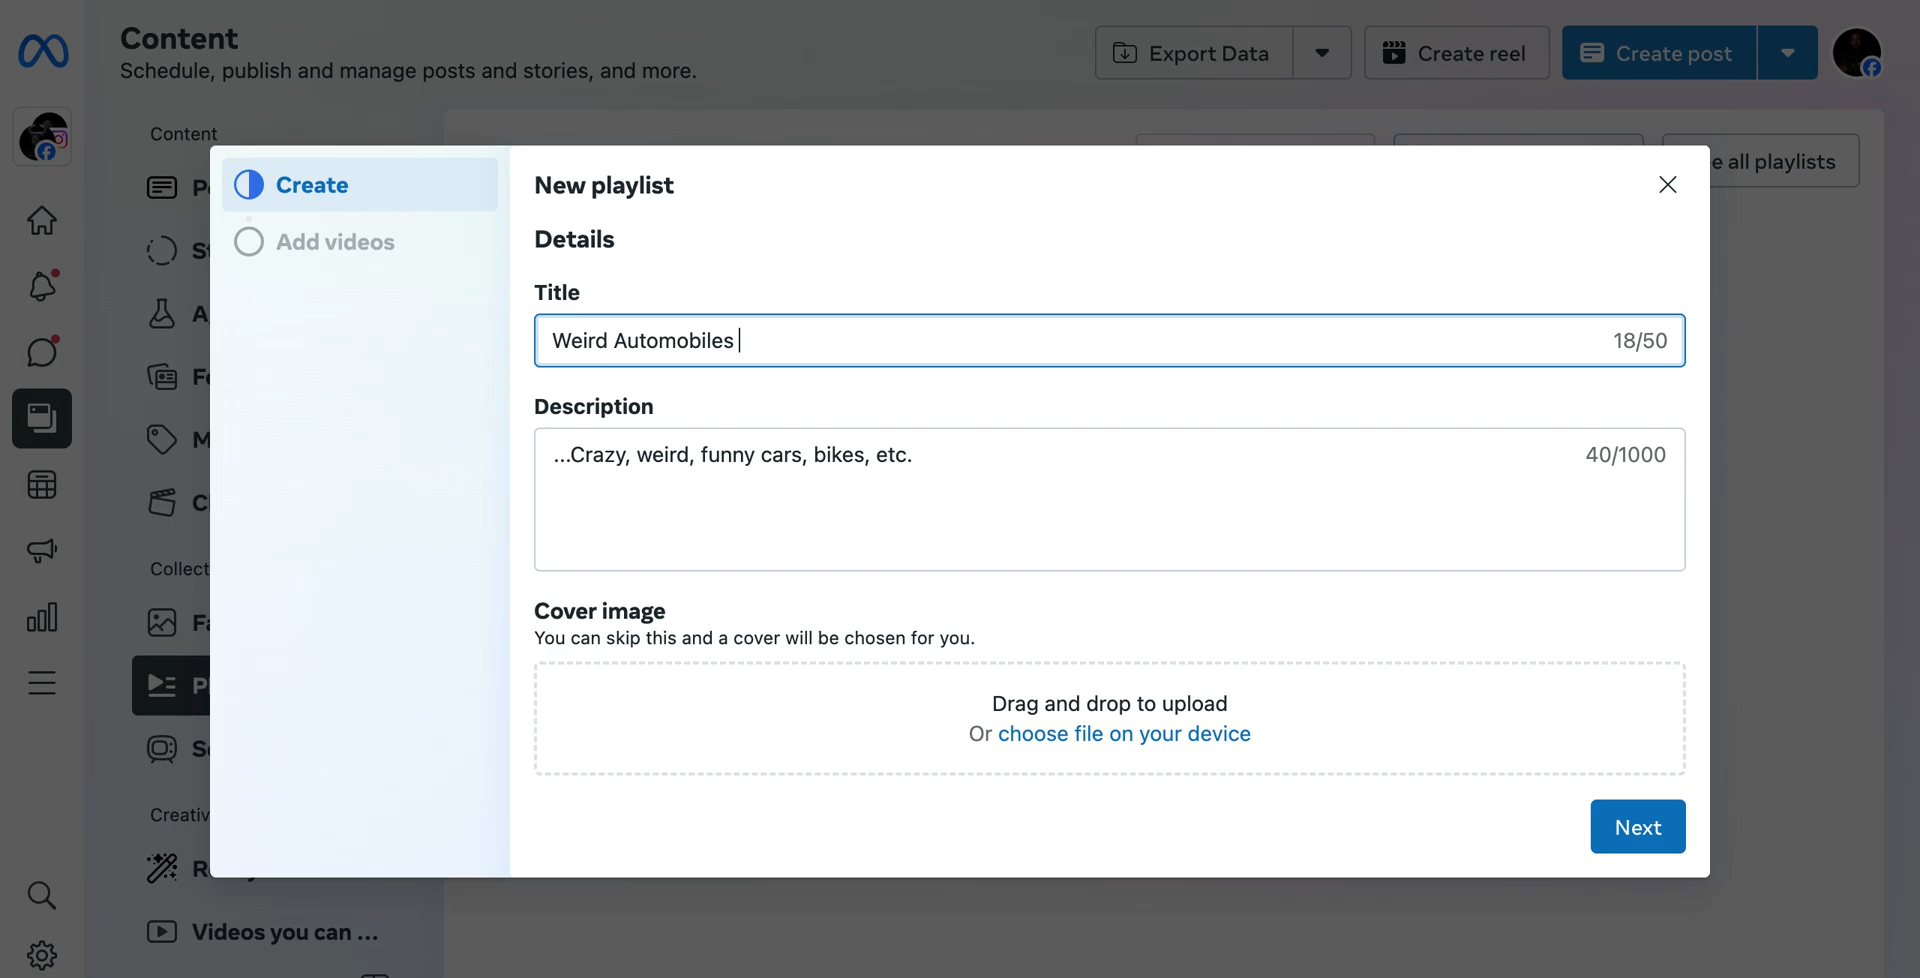 Content
Schedule, publish and manage posts and stories, and more.
Export Data
Create reel
Create post
Content
e all playlists
Collect
Creativ
Videos you can ...
Create
Add videos
New playlist
Details
Title
Weird Automobiles
18/50
Description
...Crazy, weird, funny cars, bikes, etc.
40/1000
Cover image
You can skip this and a cover will be chosen for you.
Drag and drop to upload
Or choose file on your device
Next